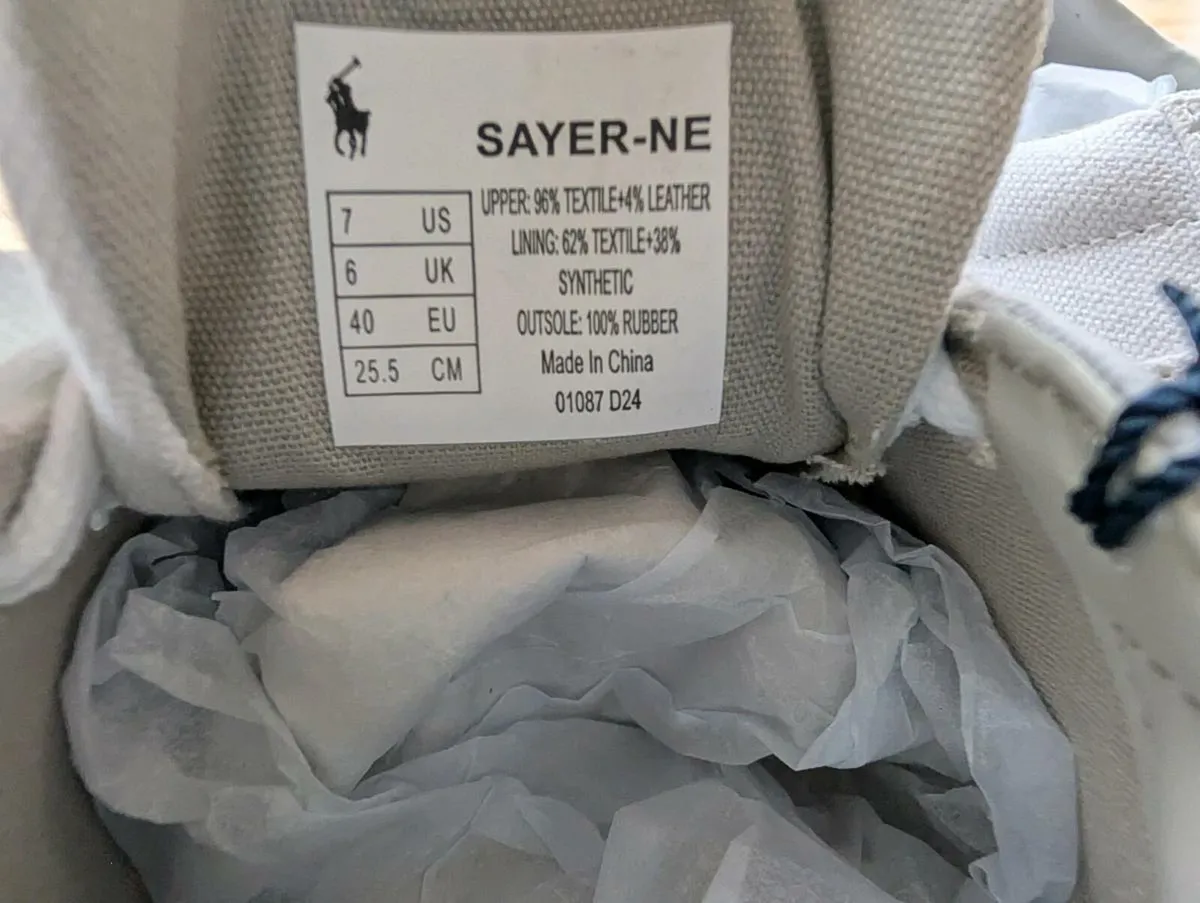 SAYER-NE
7 US
6 UK
40 EU
25.5 CM
UPPER: 96% TEXTILE+4% LEATHER
LINING: 62% TEXTILE+38%
SYNTHETIC
OUTSOLE: 100% RUBBER
Made In China
01087 D24